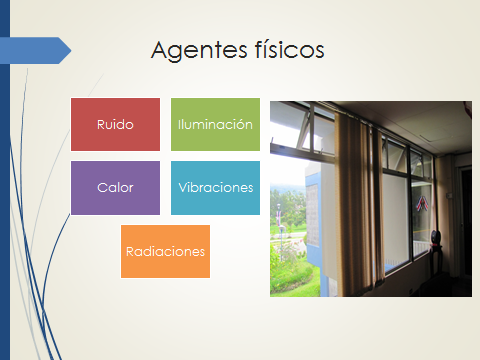 Agentes físicos
Ruido
Iluminación
Calor
Vibraciones
Radiaciones